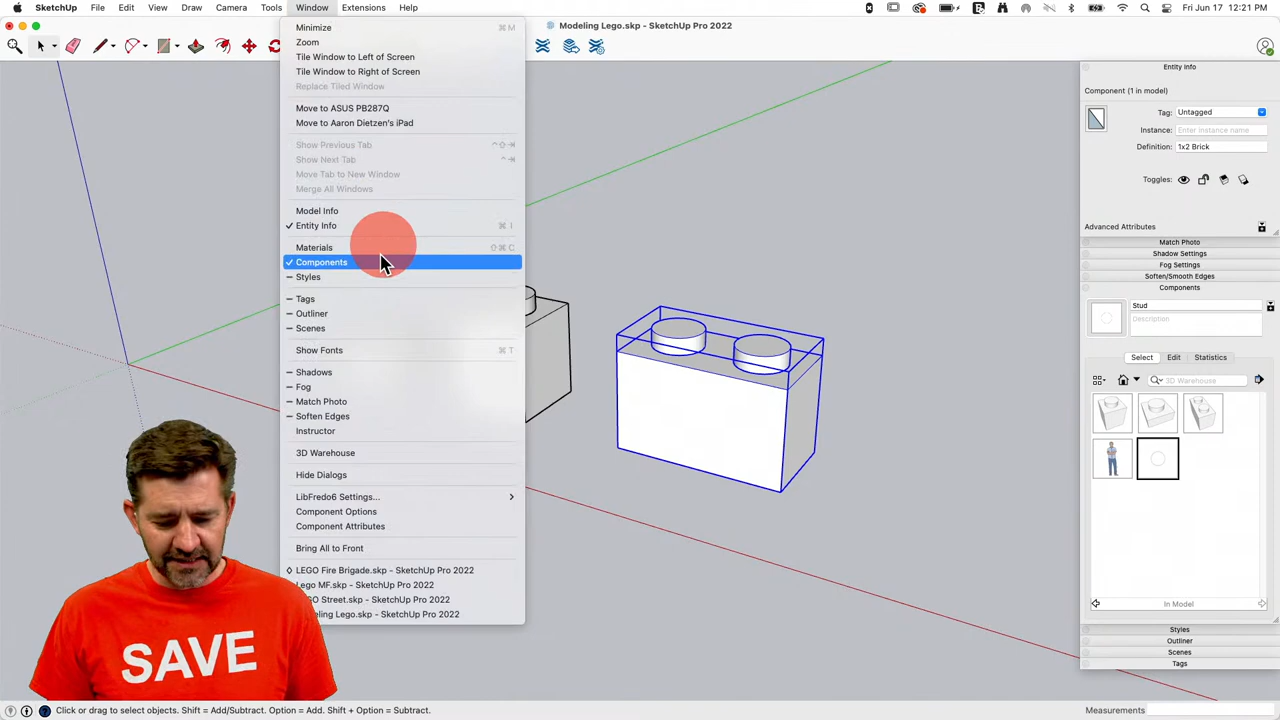 SketchUp File Edit View Draw Camera Tools Window Extensions Help Fri Jun 17 12:21 PM
Modeling Lego.skp - SketchUp Pro 2022
Minimize ⌘M
Zoom
Tile Window to Left of Screen
Tile Window to Right of Screen
Replace Tiled Window
Move to ASUS PB287Q
Move to Aaron Dietzen's iPad
Show Previous Tab ^⇧⇥
Show Next Tab ^⇥
Move Tab to New Window
Merge All Windows
Model Info
✓ Entity Info ⌘I
Materials ⇧⌘C
✓ Components
Styles
Tags
Outliner
Scenes
Show Fonts ⌘T
Shadows
Fog
Match Photo
Soften Edges
Instructor
3D Warehouse
Hide Dialogs
LibFredo6 Settings...
Component Options
Component Attributes
Bring All to Front
LEGO Fire Brigade.skp - SketchUp Pro 2022
Lego MF.skp - SketchUp Pro 2022
GO Street.skp - SketchUp Pro 2022
eling Lego.skp - SketchUp Pro 2022
Entity Info
Component (1 in model)
Tag: Untagged
Instance: Enter instance name
Definition: 1x2 Brick
Toggles:
Advanced Attributes
Match Photo
Shadow Settings
Fog Settings
Soften/Smooth Edges
Components
Stud
Description
Select Edit Statistics
3D Warehouse
In Model
Styles
Outliner
Scenes
Tags
SAVE
Click or drag to select objects. Shift = Add/Subtract. Option = Add. Shift + Option = Subtract.
Measurements